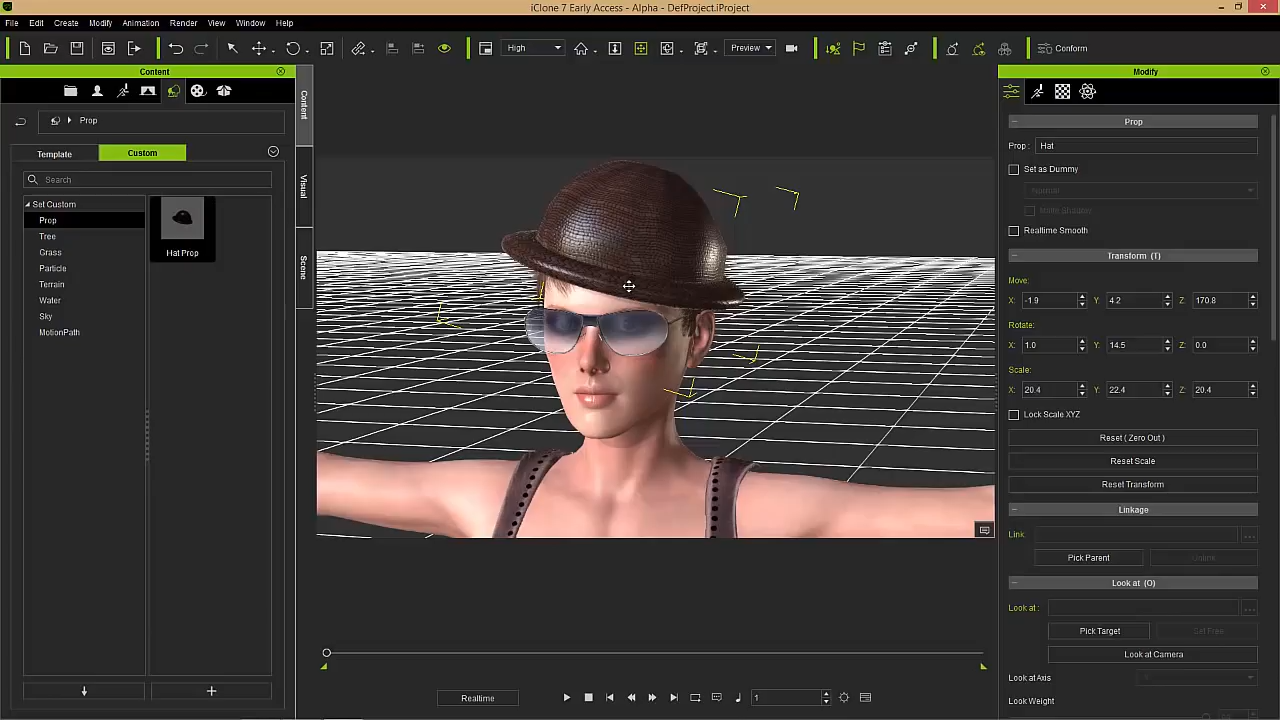 iClone 7 Early Access - Alpha - DefProject.iProject
File Edit Create Modify Animation Render View Window Help
High Preview Conform
Content
Prop
Template Custom
Search
Set Custom
Prop
Tree
Grass
Particle
Terrain
Water
Sky
MotionPath
Hat Prop
Content
Visual
Scene
Realtime
1
Modify
Prop
Prop : Hat
Set as Dummy
Normal
Realtime Smooth
Transform (T)
Move:
X: -1.9 Y: 4.2 Z: 170.8
Rotate:
X: 1.0 Y: 14.5 Z: 0.0
Scale:
X: 20.4 Y: 22.4 Z: 20.4
Lock Scale XYZ
Reset ( Zero Out )
Reset Scale
Reset Transform
Linkage
Link
Pick Parent Unlink
Look at (O)
Look at :
Pick Target Set Free
Look at Camera
Look at Axis
Look Weight